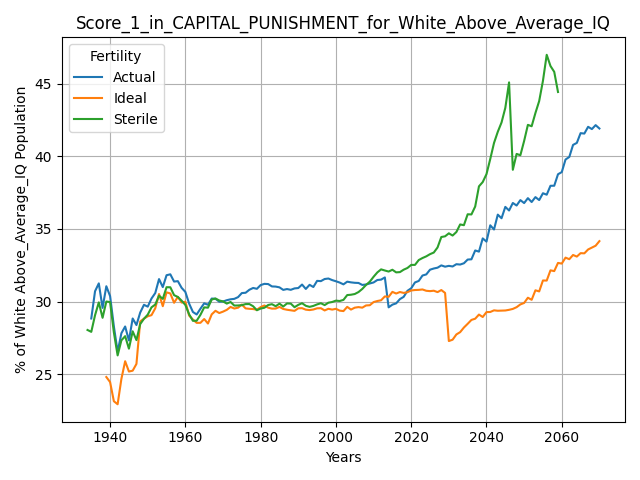 Score_1_in_CAPITAL_PUNISHMENT_for_White_Above_Average_IQ
Fertility
Actual
Ideal
Sterile
% of White Above_Average_IQ Population
45
40
35
30
25
1940 1960 1980 2000 2020 2040 2060
Years